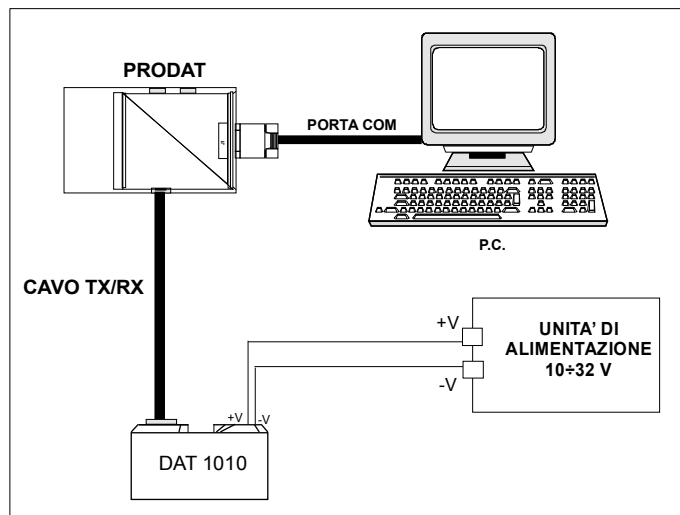 PRODAT
PORTA COM
P.C.
CAVO TX/RX
+V
-V
UNITA’ DI
ALIMENTAZIONE
10÷32 V
+V
-V
DAT 1010